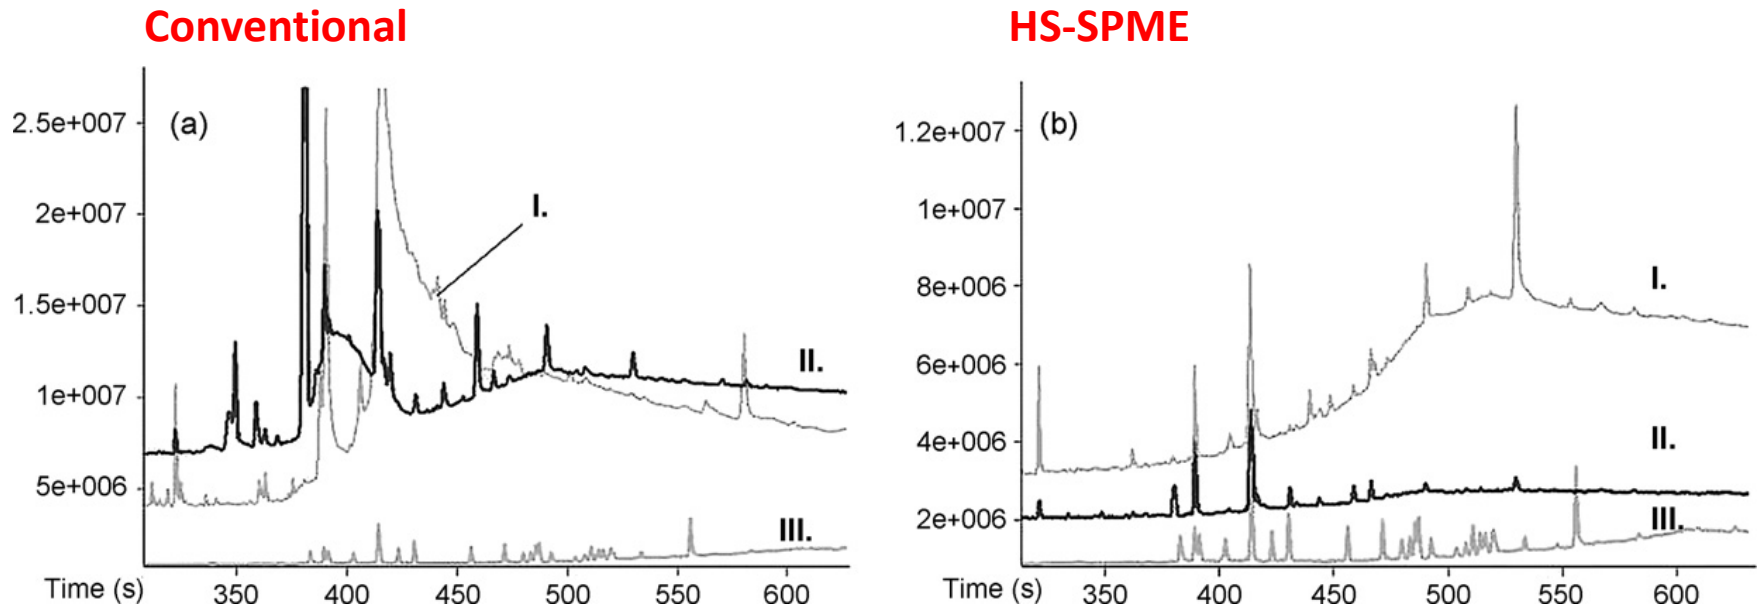 Conventional
HS-SPME
(a)
2.5e+007
2e+007
1.5e+007
1e+007
5e+006
I.
II.
III.
Time (s)
350
400
450
500
550
600
(b)
1.2e+007
1e+007
8e+006
6e+006
4e+006
2e+006
I.
II.
III.
Time (s)
350
400
450
500
550
600